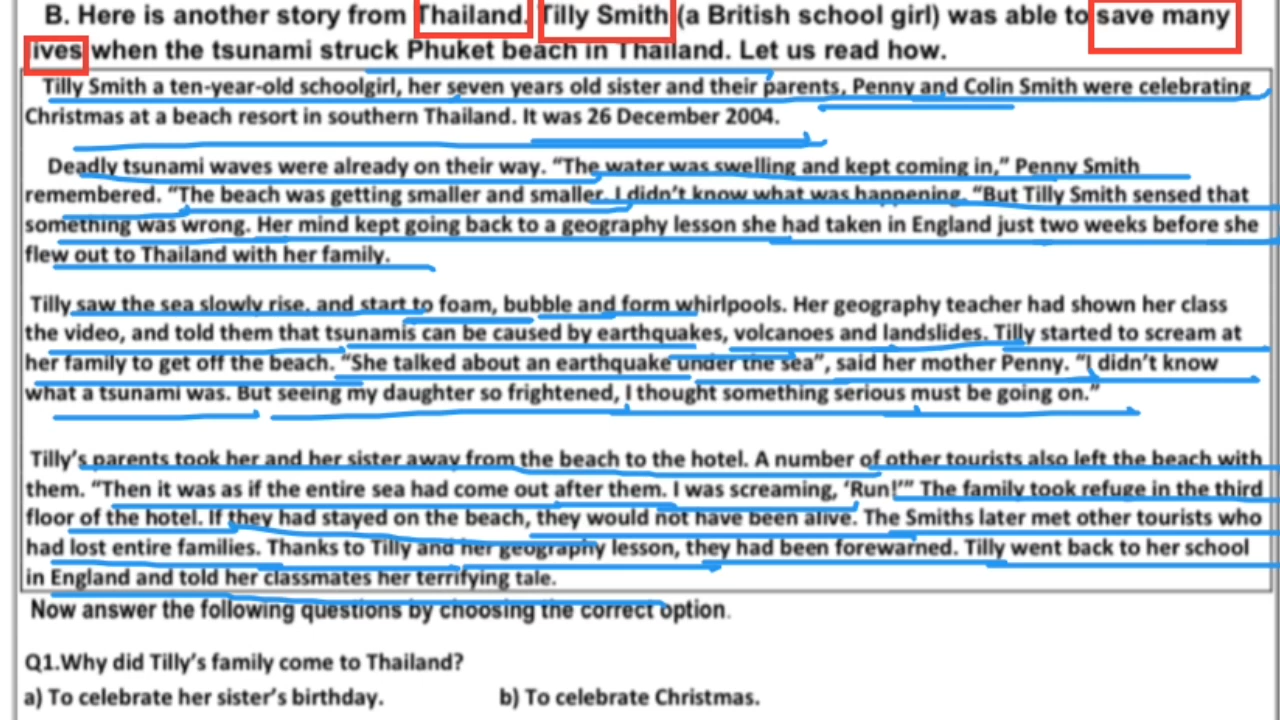 B. Here is another story from Thailand. Tilly Smith (a British school girl) was able to save many
lives when the tsunami struck Phuket beach in Thailand. Let us read how.
Tilly Smith a ten-year-old schoolgirl, her seven years old sister and their parents, Penny and Colin Smith were celebrating
Christmas at a beach resort in southern Thailand. It was 26 December 2004.
Deadly tsunami waves were already on their way. “The water was swelling and kept coming in,” Penny Smith
remembered. “The beach was getting smaller and smaller. I didn’t know what was happening. “But Tilly Smith sensed that
something was wrong. Her mind kept going back to a geography lesson she had taken in England just two weeks before she
flew out to Thailand with her family.
Tilly saw the sea slowly rise, and start to foam, bubble and form whirlpools. Her geography teacher had shown her class
the video, and told them that tsunamis can be caused by earthquakes, volcanoes and landslides. Tilly started to scream at
her family to get off the beach. “She talked about an earthquake under the sea”, said her mother Penny. “I didn’t know
what a tsunami was. But seeing my daughter so frightened, I thought something serious must be going on.”
Tilly’s parents took her and her sister away from the beach to the hotel. A number of other tourists also left the beach with
them. “Then it was as if the entire sea had come out after them. I was screaming, ‘Run!’” The family took refuge in the third
floor of the hotel. If they had stayed on the beach, they would not have been alive. The Smiths later met other tourists who
had lost entire families. Thanks to Tilly and her geography lesson, they had been forewarned. Tilly went back to her school
in England and told her classmates her terrifying tale.
Now answer the following questions by choosing the correct option.
Q1.Why did Tilly’s family come to Thailand?
a) To celebrate her sister’s birthday. b) To celebrate Christmas.